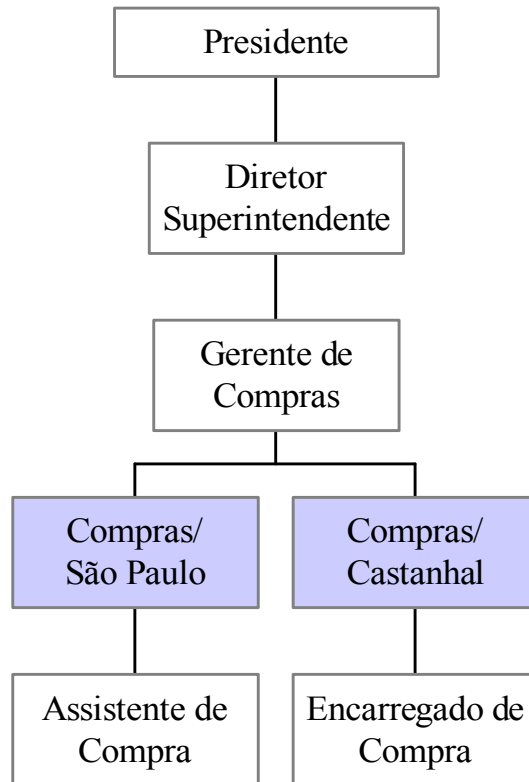 Presidente
Diretor
Superintendente
Gerente de
Compras
Compras/
São Paulo
Compras/
Castanhal
Assistente de
Compra
Encarregado de
Compra